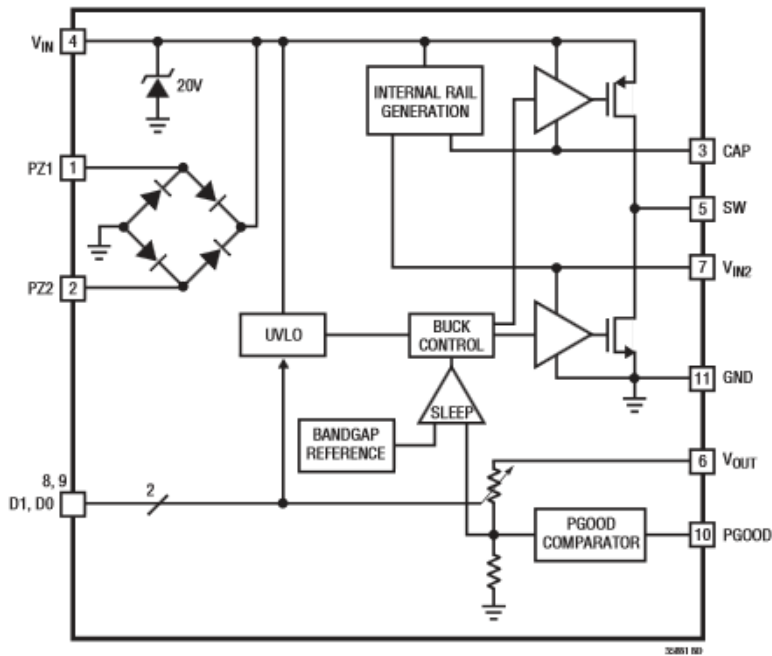 VIN 4
20V
INTERNAL RAIL
GENERATION
PZ1 1
3 CAP
5 SW
7 VIN2
PZ2 2
UVLO
BUCK
CONTROL
11 GND
SLEEP
BANDGAP
REFERENCE
6 VOUT
8, 9
D1, D0
2
PGOOD
COMPARATOR
10 PGOOD